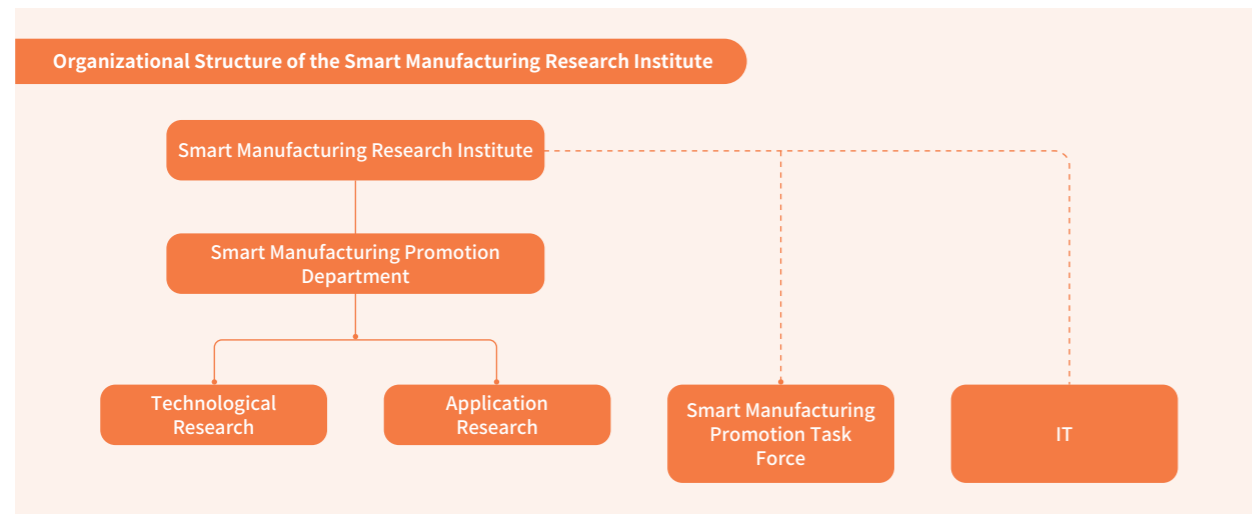 Organizational Structure of the Smart Manufacturing Research Institute
Smart Manufacturing Research Institute
Smart Manufacturing Promotion
Department
Technological
Research
Application
Research
Smart Manufacturing
Promotion Task
Force
IT